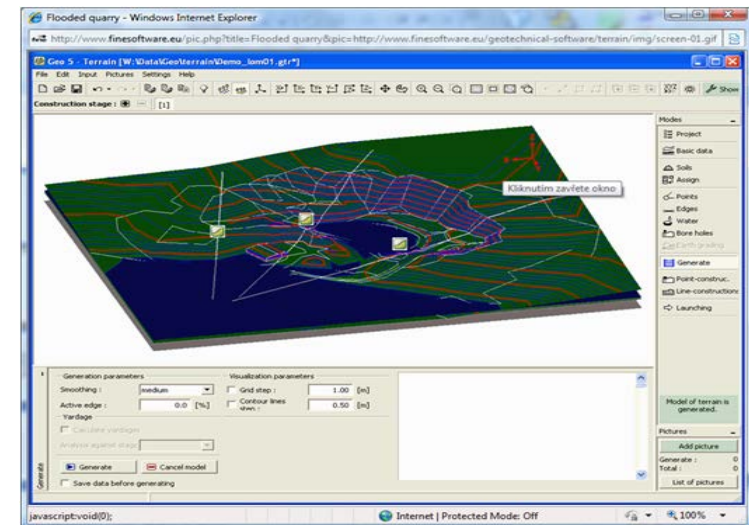 Flooded quarry - Windows Internet Explorer
http://www.finesoftware.eu/pic.php?title=Flooded quarry&pic=http://www.finesoftware.eu/geotechnical-software/terrain/img/screen-01.gif
Geo 5 - Terrain [W:\Data\Geo\terrain\Demo_lom01.gtr*]
File Edit Input Pictures Settings Help
Show
Construction stage : [1]
Modes
Project
Basic data
Soils
Assign
Kliknutím zavřete okno
Points
Edges
Water
Bore holes
Earth grading
Generate
Point-construc.
Line-constructions
Launching
Generation parameters
Visualization parameters
Smoothing : medium
Grid step : 1.00 [m]
Active edge : 0.0 [%]
Contour lines step : 0.50 [m]
Yardage
Calculate yardages
Analysis against stage
Model of terrain is generated.
Pictures
Add picture
Generate : 0
Total : 0
List of pictures
Generate
Cancel model
Save data before generating
Generate
javascript:void(0);
Internet | Protected Mode: Off
100%